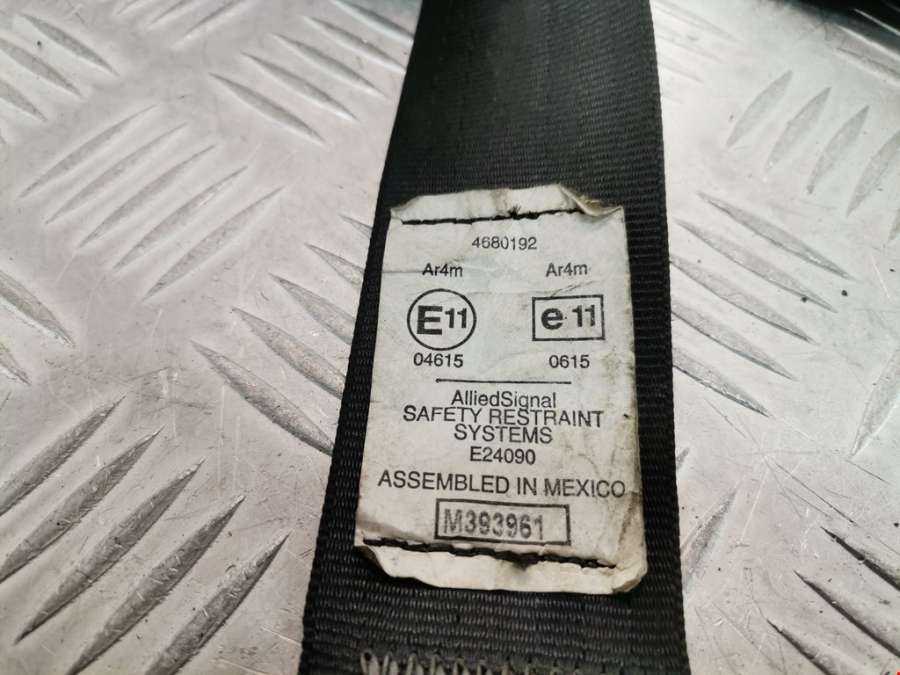 4680192
Ar4m Ar4m
E11 e11
04615 0615
AlliedSignal
SAFETY RESTRAINT
SYSTEMS
E24090
ASSEMBLED IN MEXICO
M393961